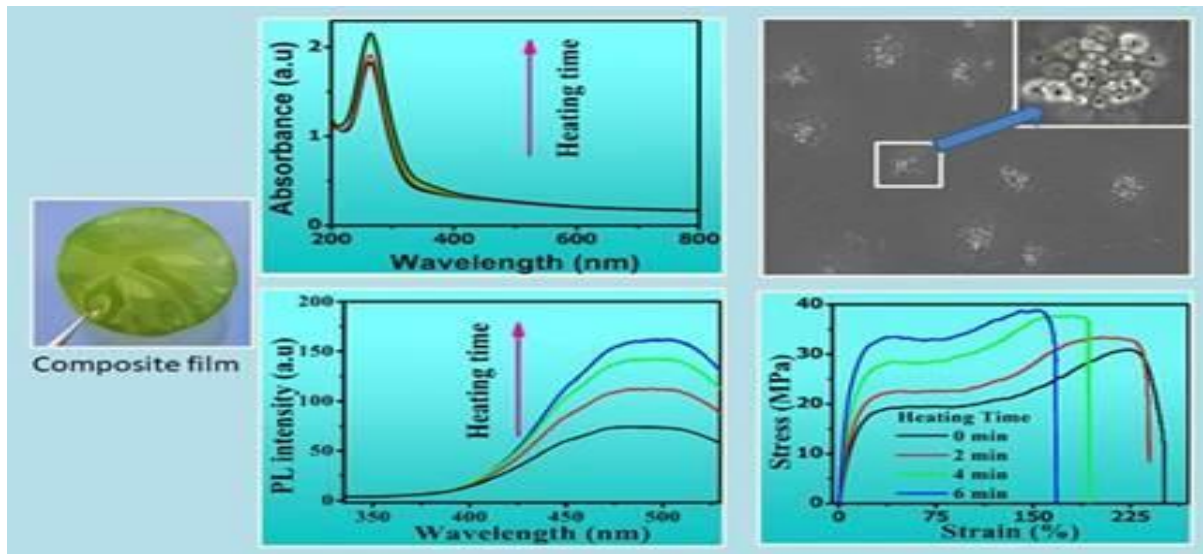 Composite film
Absorbance (a.u)
2
1
0
Heating time
200
400
600
800
Wavelength (nm)
PL intensity (a.u)
200
150
100
50
0
Heating time
350
400
450
500
Wavelength (nm)
Stress (MPa)
40
30
20
10
0
Heating Time
0 min
2 min
4 min
6 min
0
75
150
225
Strain (%)